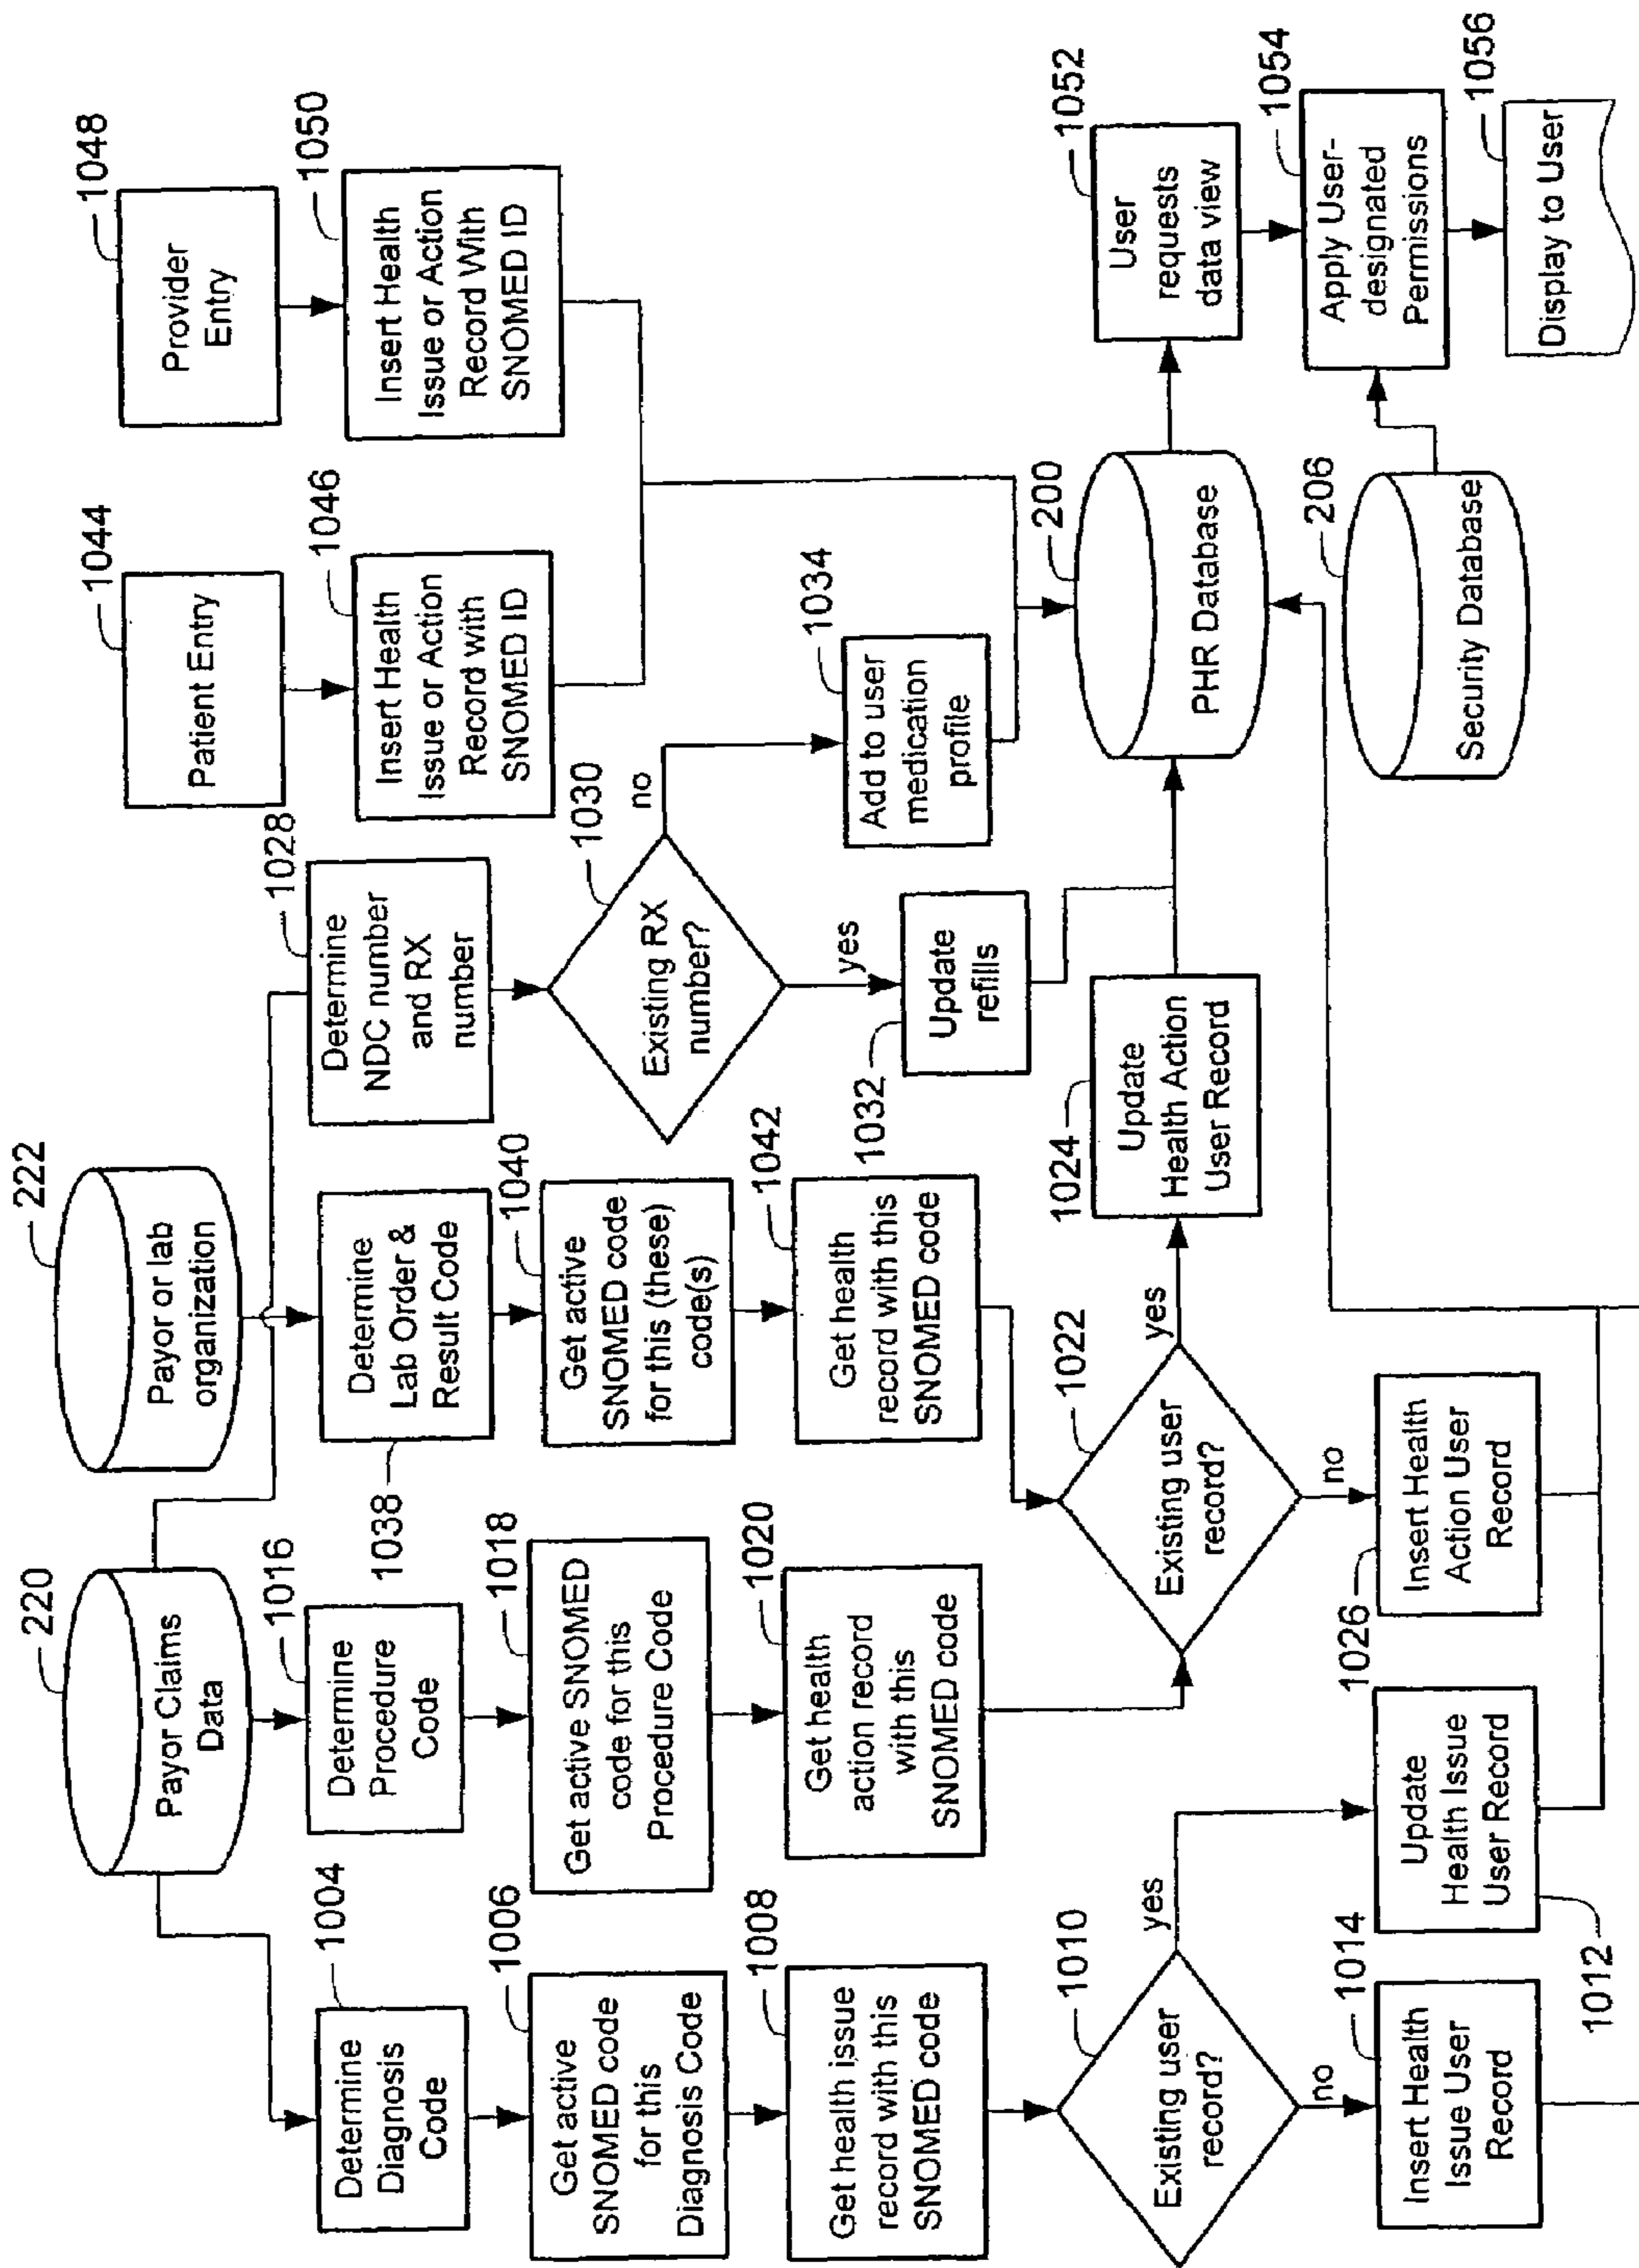 220
Payor Claims
Data
222
Payor or lab
organization
1004
Determine
Diagnosis
Code
1006
Get active
SNOMED code
for this
Diagnosis Code
1008
Get health issue
record with this
SNOMED code
1010
Existing user
record?
yes
no
1014
Insert Health
Issue User
Record
1012
Update
Health Issue
User Record
1016
Determine
Procedure
Code
1018
Get active SNOMED
code for this
Procedure Code
1020
Get health
action record
with this
SNOMED code
1038
Determine
Lab Order &
Result Code
1040
Get active
SNOMED code
for this (these)
code(s)
1042
Get health
record with this
SNOMED code
1022
Existing user
record?
yes
no
1026
Insert Health
Action User
Record
1024
Update
Health Action
User Record
1028
Determine
NDC number
and RX
number
1030
Existing RX
number?
no
yes
1032
Update
refills
1034
Add to user
medication
profile
1044
Patient Entry
1046
Insert Health
Issue or Action
Record with
SNOMED ID
1048
Provider
Entry
1050
Insert Health
Issue or Action
Record With
SNOMED ID
200
PHR Database
206
Security Database
1052
User
requests
data view
1054
Apply User-
designated
Permissions
1056
Display to User